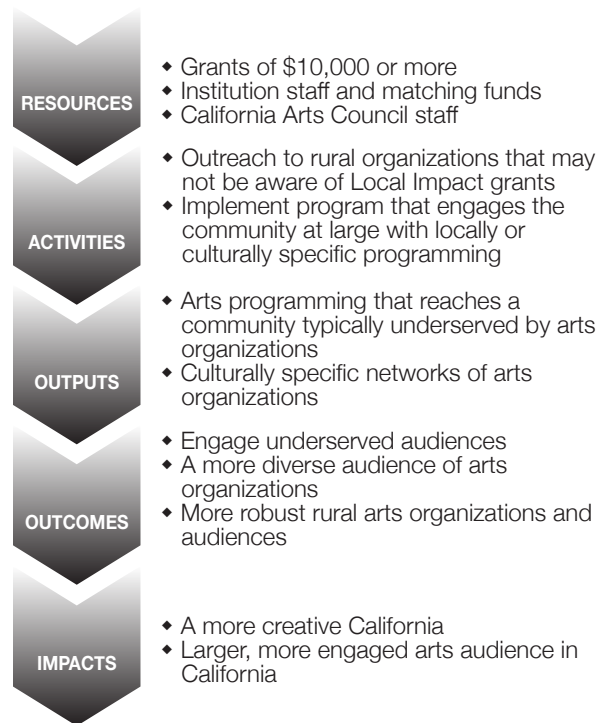 RESOURCES
◆ Grants of $10,000 or more
◆ Institution staff and matching funds
◆ California Arts Council staff
ACTIVITIES
◆ Outreach to rural organizations that may
not be aware of Local Impact grants
◆ Implement program that engages the
community at large with locally or
culturally specific programming
OUTPUTS
◆ Arts programming that reaches a
community typically underserved by arts
organizations
◆ Culturally specific networks of arts
organizations
OUTCOMES
◆ Engage underserved audiences
◆ A more diverse audience of arts
organizations
◆ More robust rural arts organizations and
audiences
IMPACTS
◆ A more creative California
◆ Larger, more engaged arts audience in
California